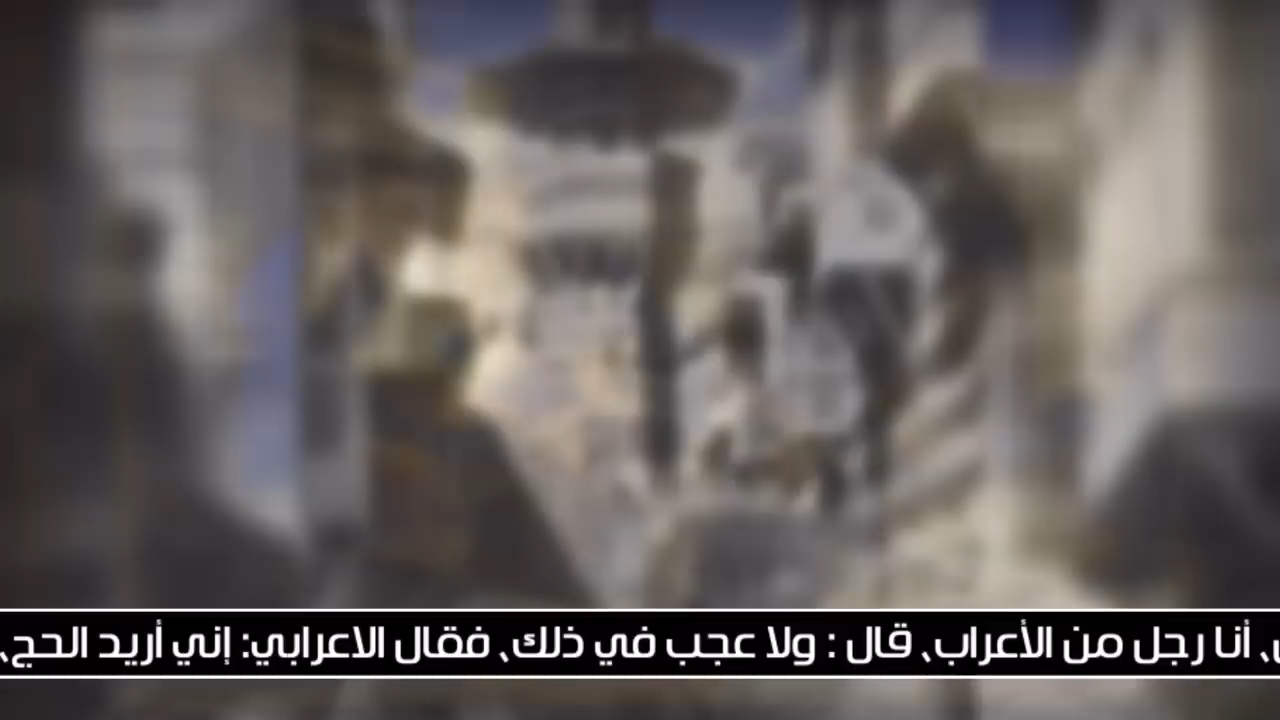 ، أنا رجل من الأعراب، قال : ولا عجب في ذلك، فقال الاعرابي: إني أريد الحج،